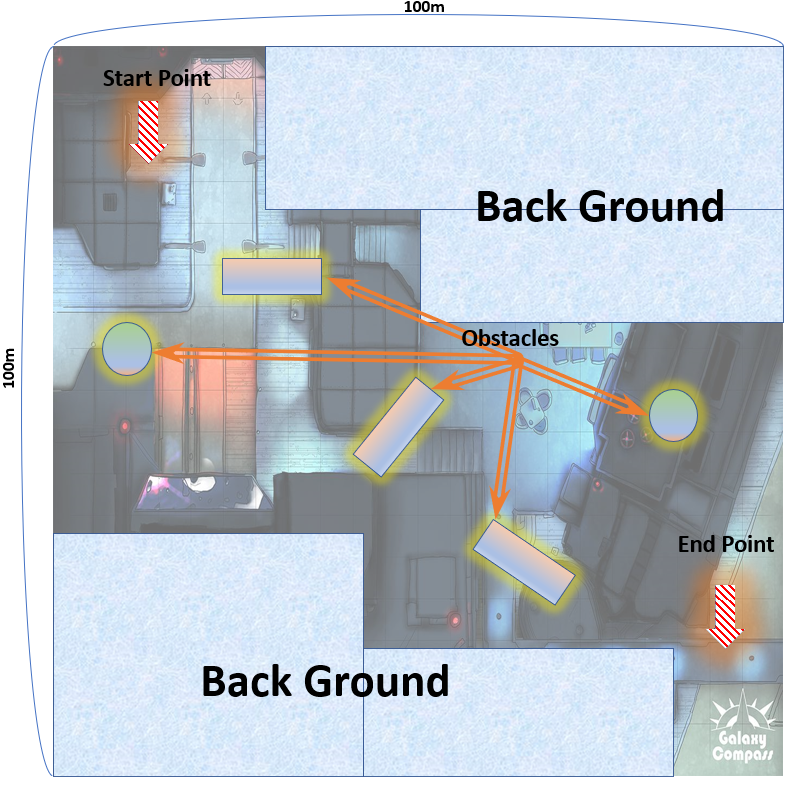 100m
Start Point
Back Ground
Obstacles
100m
End Point
Back Ground
Galaxy
Compass